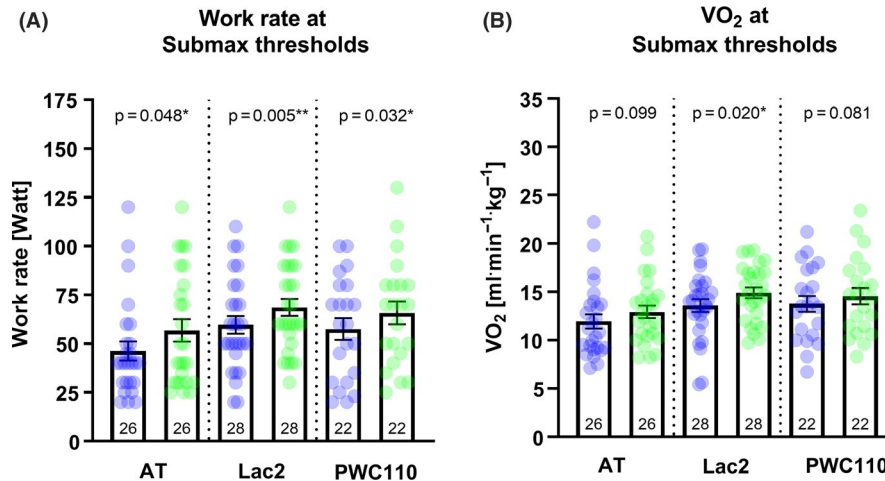 (A)
Work rate at
Submax thresholds
Work rate [Watt]
175
150
125
100
75
50
25
0
p = 0.048*
p = 0.005**
p = 0.032*
26
26
28
28
22
22
AT
Lac2
PWC110
(B)
VO₂ at
Submax thresholds
VO₂ [ml·min⁻¹·kg⁻¹]
35
30
25
20
15
10
5
0
p = 0.099
p = 0.020*
p = 0.081
26
26
28
28
22
22
AT
Lac2
PWC110